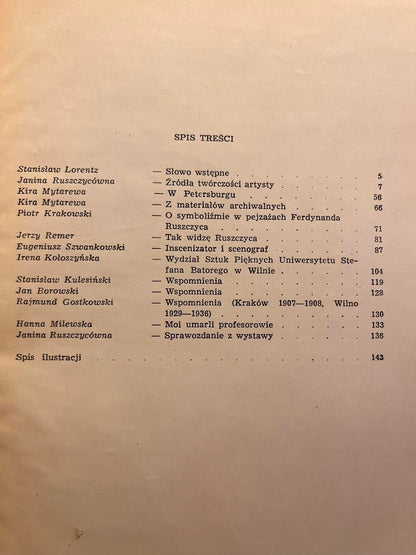 SPIS TREŚCI
Stanisław Lorentz — Słowo wstępne . . . . . . . . . 5
Janina Ruszczycówna — Źródła twórczości artysty . . . . . . 7
Kira Mytarewa — W Petersburgu . . . . . . . . . 56
Kira Mytarewa — Z materiałów archiwalnych . . . . . . 66
Piotr Krakowski — O symbolizmie w pejzażach Ferdynanda
Ruszczyca . . . . . . . . . . 71
Jerzy Remer — Tak widzę Ruszczyca . . . . . . . 81
Eugeniusz Szwankowski — Inscenizator i scenograf . . . . . . . 87
Irena Kołoszyńska — Wydział Sztuk Pięknych Uniwersytetu Ste-
fana Batorego w Wilnie . . . . . . . 104
Stanisław Kulesiński — Wspomnienia . . . . . . . . . 119
Jan Borowski — Wspomnienia . . . . . . . . . 128
Rajmund Gostkowski — Wspomnienia (Kraków 1907—1908, Wilno
1929—1936) . . . . . . . . . . 130
Hanna Milewska — Moi umarli profesorowie . . . . . . 133
Janina Ruszczycówna — Sprawozdanie z wystawy . . . . . . 136
Spis ilustracji . . . . . . . . . . . . . . . 143